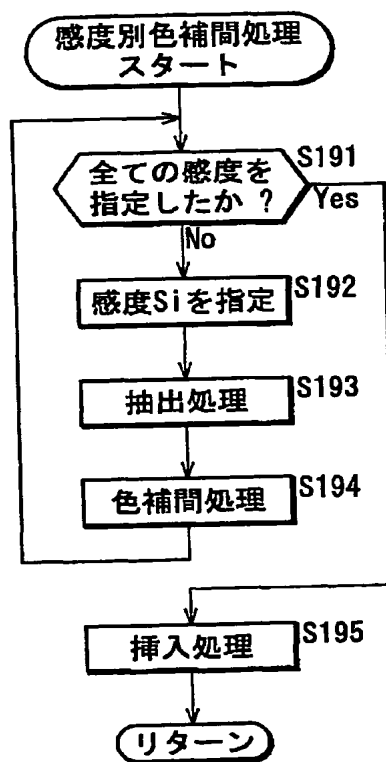 感度別色補間処理
スタート
S191
全ての感度を
指定したか ?
Yes
No
感度Siを指定
S192
抽出処理
S193
色補間処理
S194
挿入処理
S195
リターン